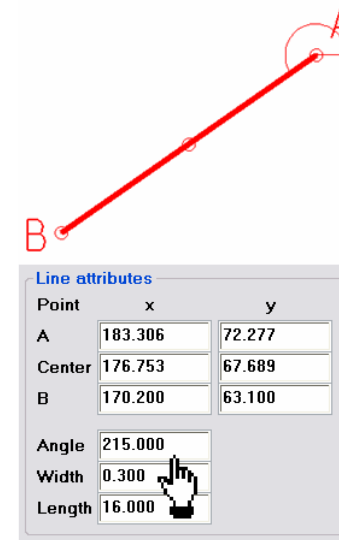 A
B
Line attributes
Point x y
A 183.306 72.277
Center 176.753 67.689
B 170.200 63.100
Angle 215.000
Width 0.300
Length 16.000